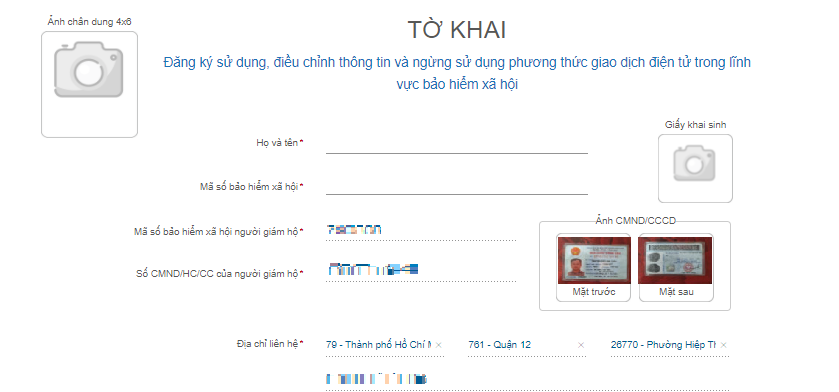 Ảnh chân dung 4x6
TỜ KHAI
Đăng ký sử dụng, điều chỉnh thông tin và ngừng sử dụng phương thức giao dịch điện tử trong lĩnh
vực bảo hiểm xã hội
Giấy khai sinh
Họ và tên*
Mã số bảo hiểm xã hội*
Ảnh CMND/CCCD
Mã số bảo hiểm xã hội người giám hộ*
Số CMND/HC/CC của người giám hộ*
Mặt trước
Mặt sau
Địa chỉ liên hệ*
79 - Thành phố Hồ Chí
761 - Quận 12
26770 - Phường Hiệp